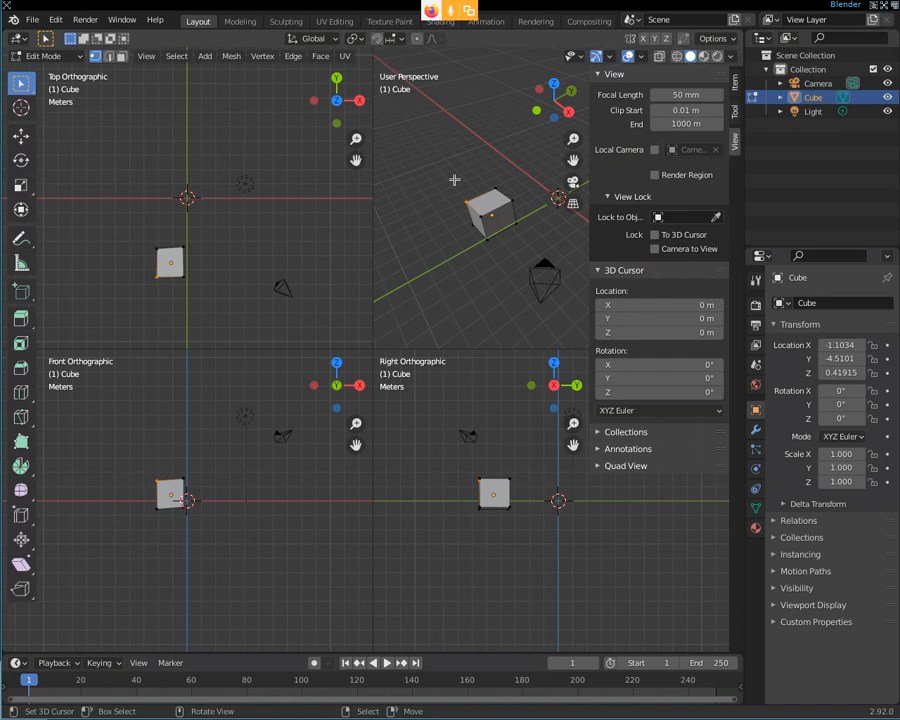 Blender
File Edit Render Window Help Layout Modeling Sculpting UV Editing Texture Paint Animation Rendering Compositing Scene View Layer
Global X Y Z Options
Edit Mode View Select Add Mesh Vertex Edge Face UV
Scene Collection
Collection
Camera
Cube
Light
Top Orthographic
(1) Cube
Meters
User Perspective
(1) Cube
View
Focal Length 50 mm
Clip Start 0.01 m
End 1000 m
Local Camera Came...
Render Region
View Lock
Lock to Obj...
Lock To 3D Cursor
Camera to View
3D Cursor
Location:
X 0 m
Y 0 m
Z 0 m
Rotation:
X 0°
Y 0°
Z 0°
XYZ Euler
Collections
Annotations
Quad View
Item
Tool
View
Front Orthographic
(1) Cube
Meters
Right Orthographic
(1) Cube
Meters
Cube
Cube
Transform
Location X -1.1034
Y -4.5101
Z 0.41915
Rotation X 0°
Y 0°
Z 0°
Mode XYZ Euler
Scale X 1.000
Y 1.000
Z 1.000
Delta Transform
Relations
Collections
Instancing
Motion Paths
Visibility
Viewport Display
Custom Properties
Playback Keying View Marker 1 Start 1 End 250
1 20 40 60 80 100 120 140 160 180 200 220 240
Set 3D Cursor Box Select Rotate View Select Move 2.92.0